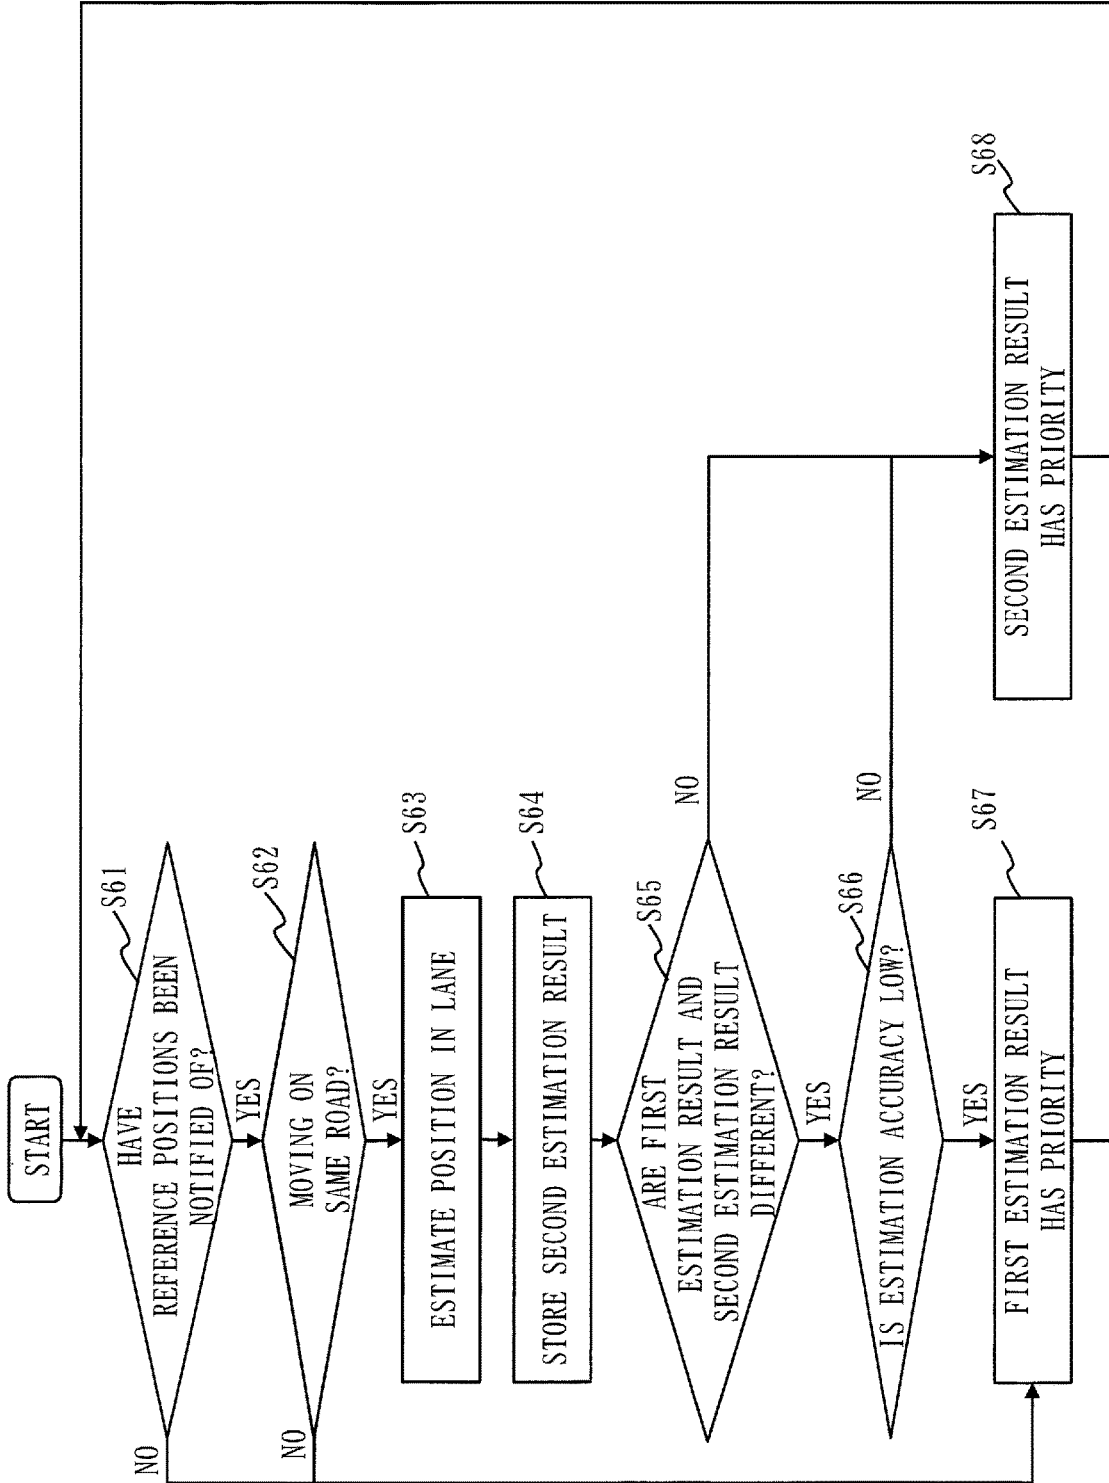 START
S61
HAVE
REFERENCE POSITIONS BEEN
NOTIFIED OF?
NO
YES
S62
MOVING ON
SAME ROAD?
NO
YES
S63
ESTIMATE POSITION IN LANE
S64
STORE SECOND ESTIMATION RESULT
S65
ARE FIRST
ESTIMATION RESULT AND
SECOND ESTIMATION RESULT
DIFFERENT?
NO
YES
S66
IS ESTIMATION ACCURACY LOW?
NO
YES
S67
FIRST ESTIMATION RESULT
HAS PRIORITY
S68
SECOND ESTIMATION RESULT
HAS PRIORITY